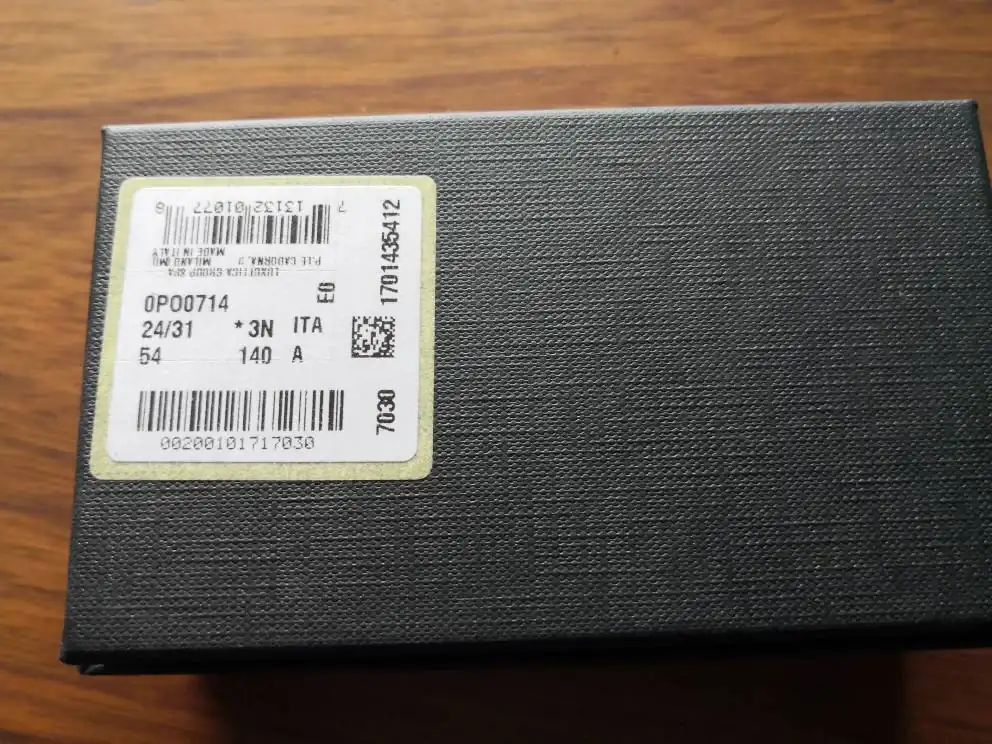 7 13132 01077 8
LUXOTTICA GROUP SPA
P.LE CADORNA, 3 MILANO
MADE IN ITALY
0PO0714 E0
24/31 * 3N ITA
54 140 A
00200101717030
1701435412
7030